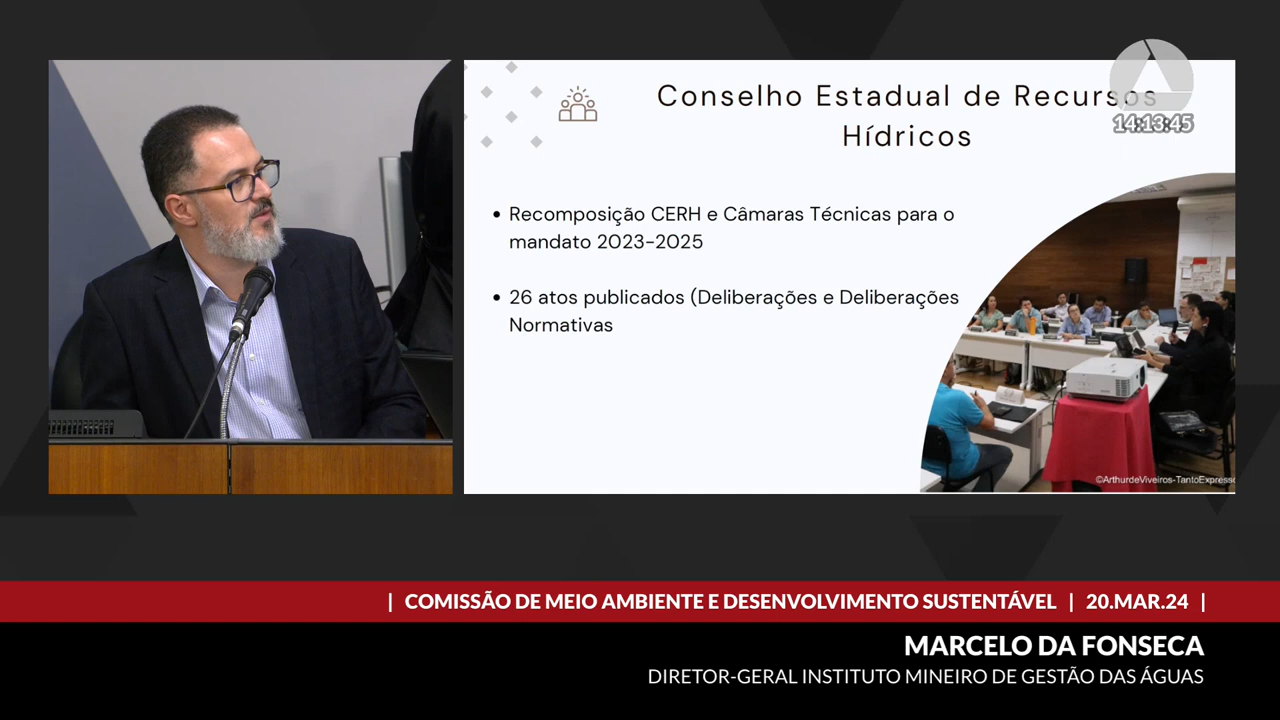 Conselho Estadual de Recursos
Hídricos
14:13:45
• Recomposição CERH e Câmaras Técnicas para o
mandato 2023-2025
• 26 atos publicados (Deliberações e Deliberações
Normativas
©ArthurdeViveiros-TantoExpresso
| COMISSÃO DE MEIO AMBIENTE E DESENVOLVIMENTO SUSTENTÁVEL | 20.MAR.24 |
MARCELO DA FONSECA
DIRETOR-GERAL INSTITUTO MINEIRO DE GESTÃO DAS ÁGUAS